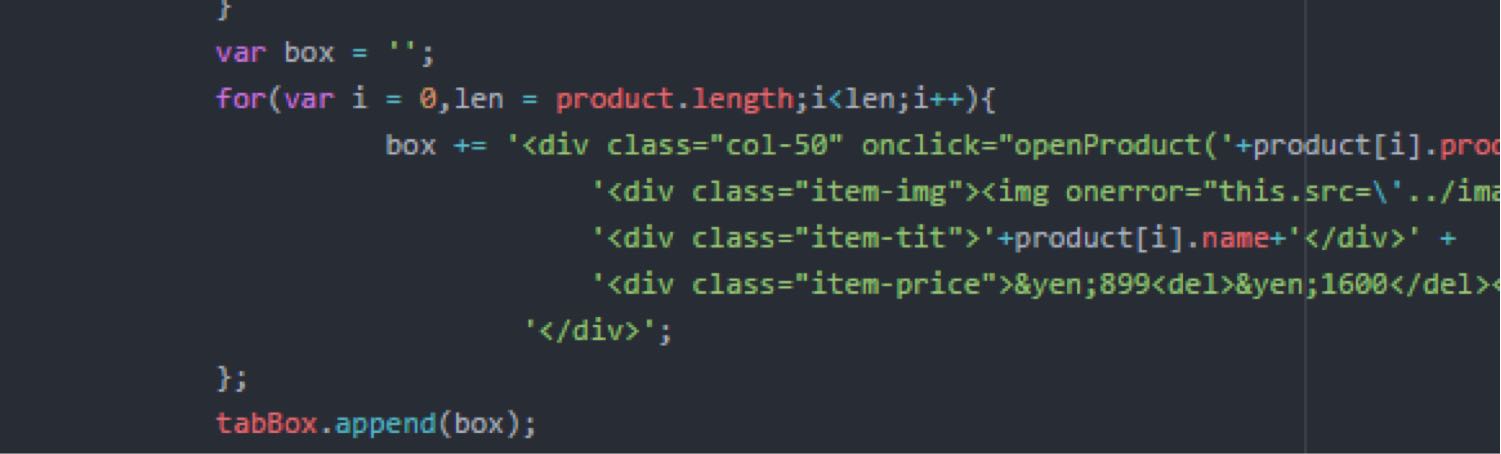 }
var box = '';
for(var i = 0,len = product.length;i<len;i++){
box += '<div class="col-50" onclick="openProduct('+product[i].prod
'<div class="item-img"><img onerror="this.src=\'../ima
'<div class="item-tit">'+product[i].name+'</div>' +
'<div class="item-price">&yen;899<del>&yen;1600</del><
'</div>';
};
tabBox.append(box);